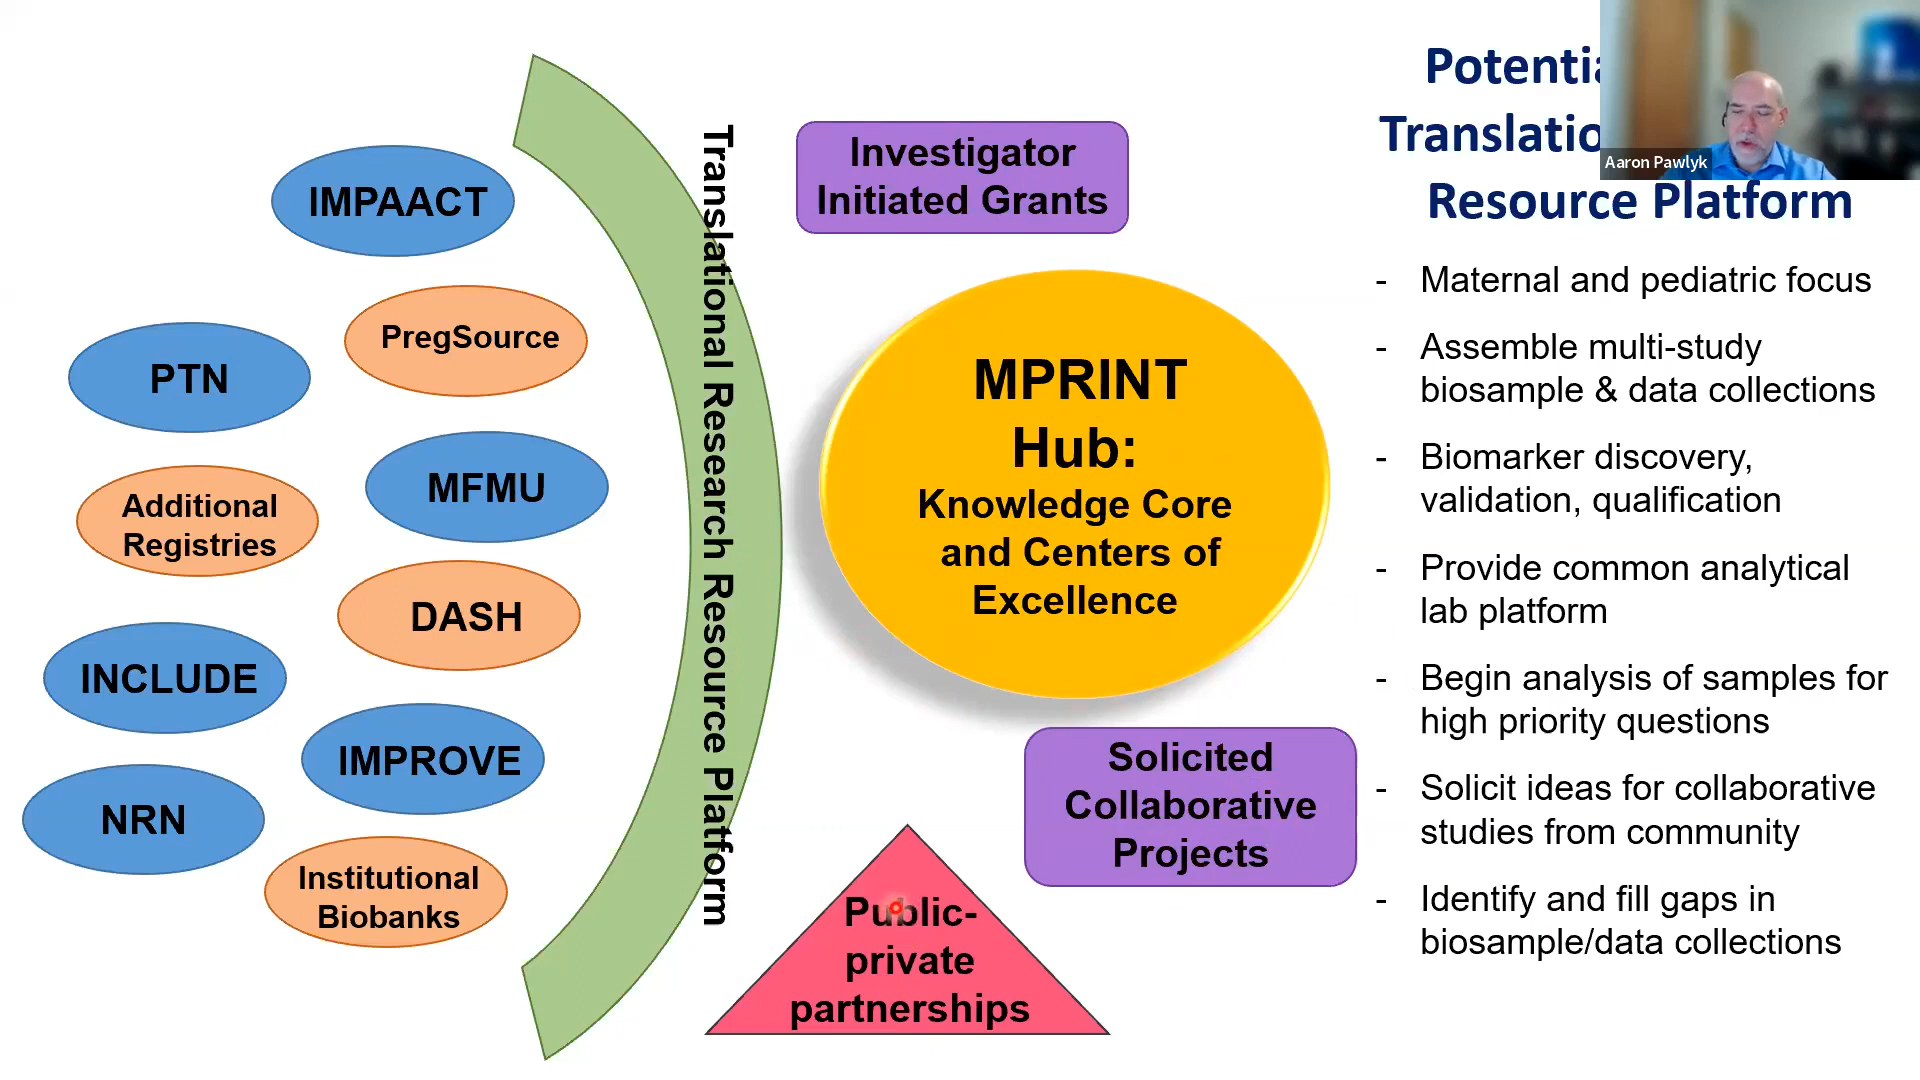 Potentia
Translatio
Resource Platform
Aaron Pawlyk
IMPAACT
PregSource
PTN
MFMU
Additional
Registries
DASH
INCLUDE
IMPROVE
NRN
Institutional
Biobanks
Translational Research Resource Platform
Investigator
Initiated Grants
MPRINT
Hub:
Knowledge Core
and Centers of
Excellence
Solicited
Collaborative
Projects
Public-
private
partnerships
- Maternal and pediatric focus
- Assemble multi-study
biosample & data collections
- Biomarker discovery,
validation, qualification
- Provide common analytical
lab platform
- Begin analysis of samples for
high priority questions
- Solicit ideas for collaborative
studies from community
- Identify and fill gaps in
biosample/data collections